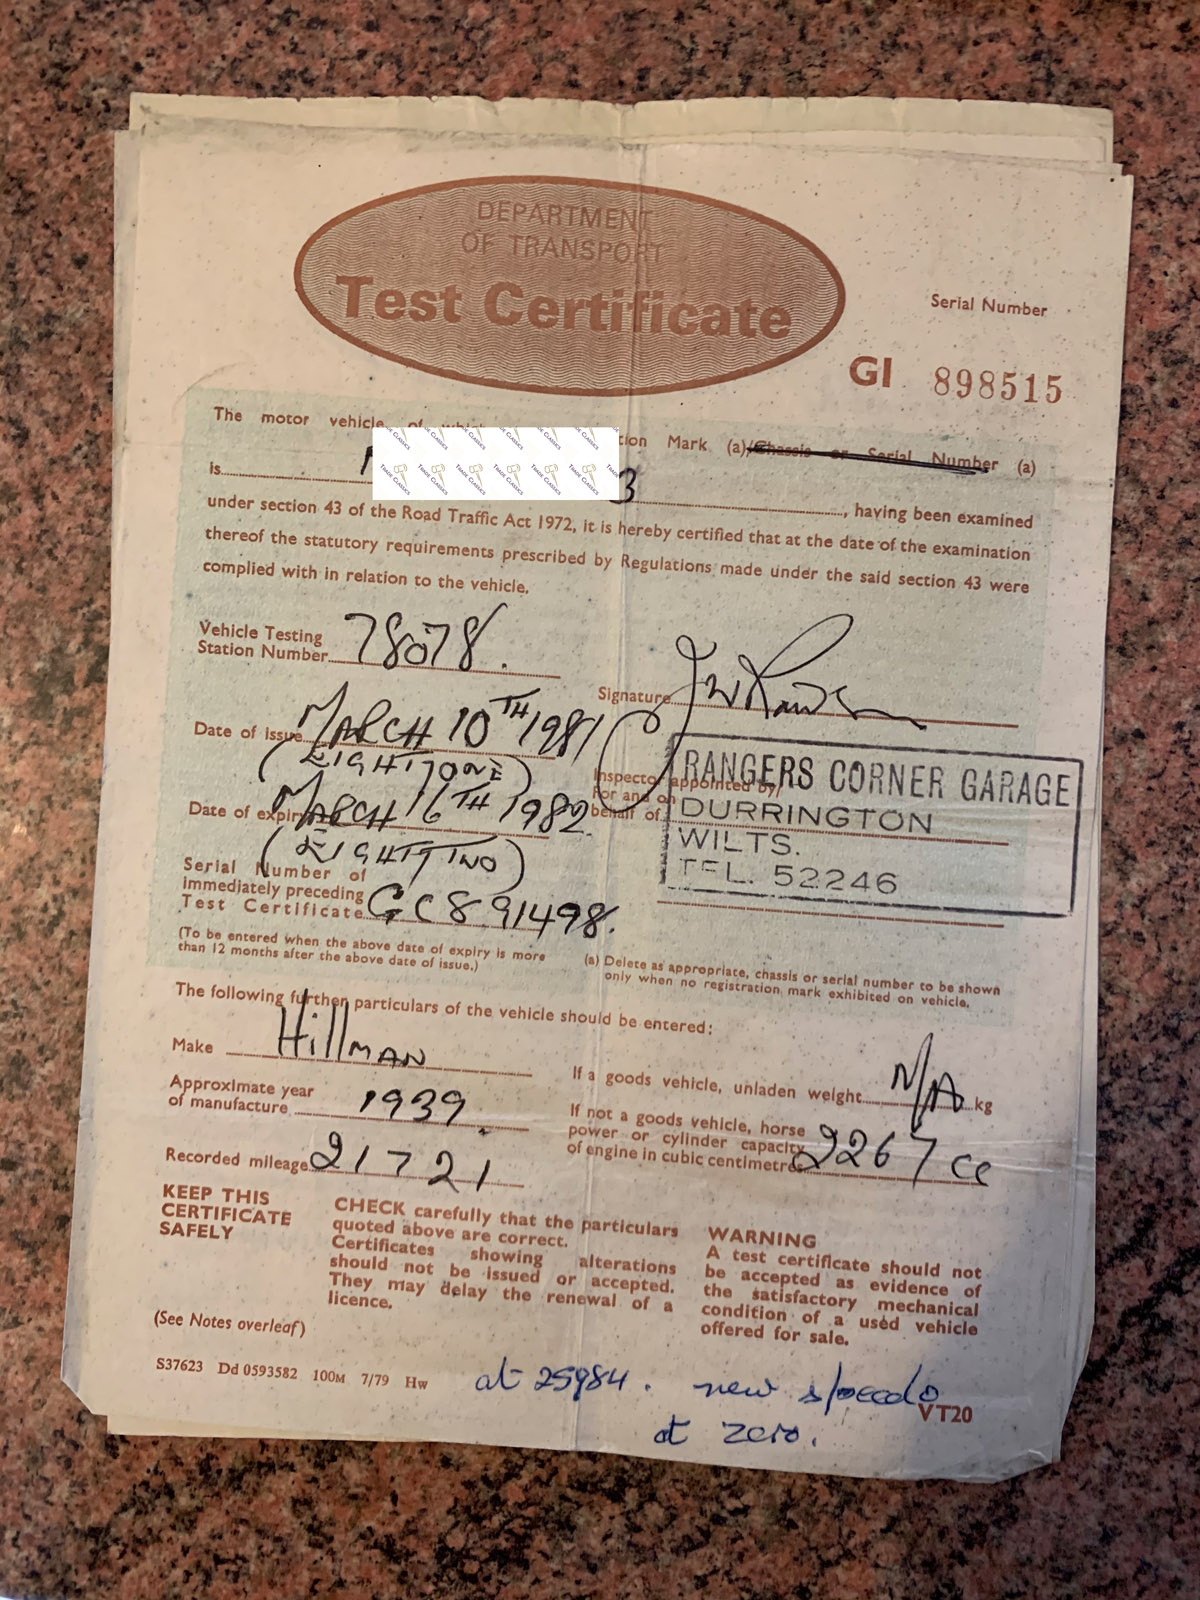 DEPARTMENT
OF TRANSPORT
Test Certificate
Serial Number
GI 898515
The motor vehicle of which
tion Mark (a)/Chassis or Serial Number (a)
TRADE CLASSICS
is 3, having been examined
under section 43 of the Road Traffic Act 1972, it is hereby certified that at the date of the examination
thereof the statutory requirements prescribed by Regulations made under the said section 43 were
complied with in relation to the vehicle.
Vehicle Testing
Station Number 78078.
Signature
Date of issue MARCH 10TH 1981
(EIGHTY ONE)
Date of expiry MARCH 16TH 1982
(EIGHTY TWO)
Inspector appointed by/
For and on
behalf of
RANGERS CORNER GARAGE
DURRINGTON
WILTS.
TEL. 52246
Serial Number of
immediately preceding
Test Certificate GC891498.
(To be entered when the above date of expiry is more
than 12 months after the above date of issue.)
(a) Delete as appropriate, chassis or serial number to be shown
only when no registration mark exhibited on vehicle.
The following further particulars of the vehicle should be entered:
Make Hillman
Approximate year
of manufacture 1939.
Recorded mileage 21721
If a goods vehicle, unladen weight N/A kg
If not a goods vehicle, horse
power or cylinder capacity
of engine in cubic centimetres 2267 cc
KEEP THIS
CERTIFICATE
SAFELY
CHECK carefully that the particulars
quoted above are correct.
Certificates showing alterations
should not be issued or accepted.
They may delay the renewal of a
licence.
WARNING
A test certificate should not
be accepted as evidence of
the satisfactory mechanical
condition of a used vehicle
offered for sale.
(See Notes overleaf)
S37623 Dd 0593582 100M 7/79 Hw
at 25984. new speedo
VT20
at zero.